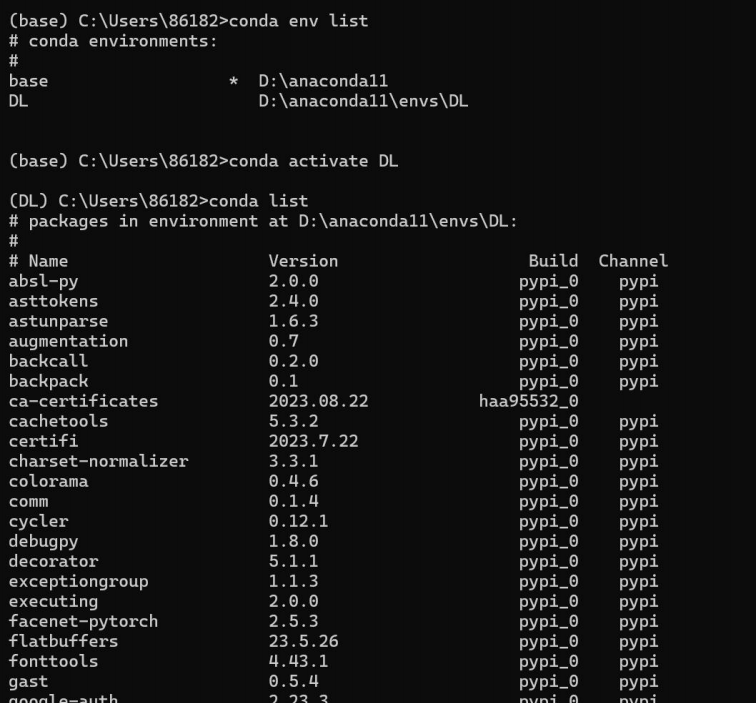 (base) C:\Users\86182>conda env list
# conda environments:
#
base                  *  D:\anaconda11
DL                       D:\anaconda11\envs\DL
(base) C:\Users\86182>conda activate DL
(DL) C:\Users\86182>conda list
# packages in environment at D:\anaconda11\envs\DL:
#
# Name                    Version                   Build  Channel
absl-py                   2.0.0                    pypi_0    pypi
asttokens                 2.4.0                    pypi_0    pypi
astunparse                1.6.3                    pypi_0    pypi
augmentation              0.7                      pypi_0    pypi
backcall                  0.2.0                    pypi_0    pypi
backpack                  0.1                      pypi_0    pypi
ca-certificates           2023.08.22           haa95532_0
cachetools                5.3.2                    pypi_0    pypi
certifi                   2023.7.22                pypi_0    pypi
charset-normalizer        3.3.1                    pypi_0    pypi
colorama                  0.4.6                    pypi_0    pypi
comm                      0.1.4                    pypi_0    pypi
cycler                    0.12.1                   pypi_0    pypi
debugpy                   1.8.0                    pypi_0    pypi
decorator                 5.1.1                    pypi_0    pypi
exceptiongroup            1.1.3                    pypi_0    pypi
executing                 2.0.0                    pypi_0    pypi
facenet-pytorch           2.5.3                    pypi_0    pypi
flatbuffers               23.5.26                  pypi_0    pypi
fonttools                 4.43.1                   pypi_0    pypi
gast                      0.5.4                    pypi_0    pypi
google-auth               2.23.3                   pypi_0    pypi